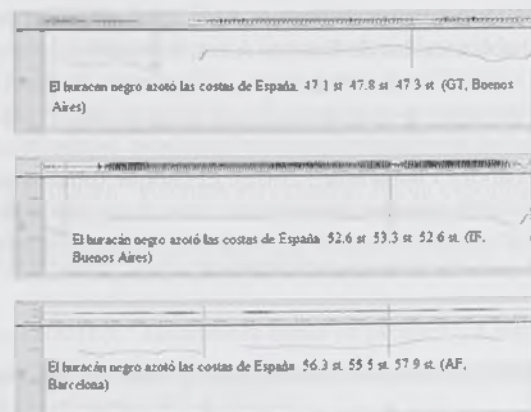 El huracán negro azotó las costas de España. 47.1 st 47.8 st 47.3 st (GT, Buenos
Aires)
El huracán negro azotó las costas de España 52.6 st 53.3 st 52.6 st. (IF,
Buenos Aires)
El huracán negro azotó las costas de España 56.3 st. 55.5 st. 57.9 st. (AF,
Barcelona)